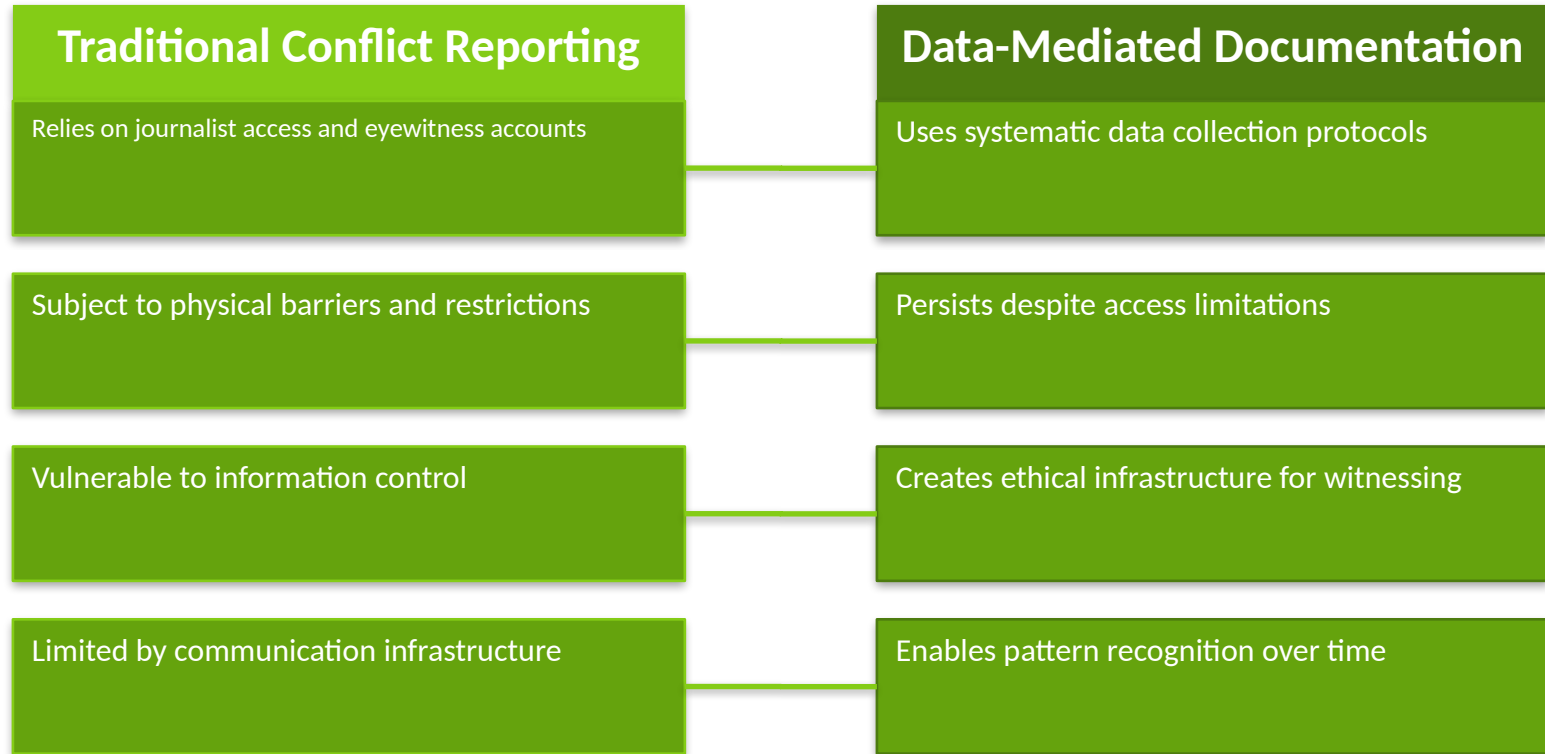 Traditional Conflict Reporting
Data-Mediated Documentation
Relies on journalist access and eyewitness accounts
Uses systematic data collection protocols
Subject to physical barriers and restrictions
Persists despite access limitations
Vulnerable to information control
Creates ethical infrastructure for witnessing
Limited by communication infrastructure
Enables pattern recognition over time